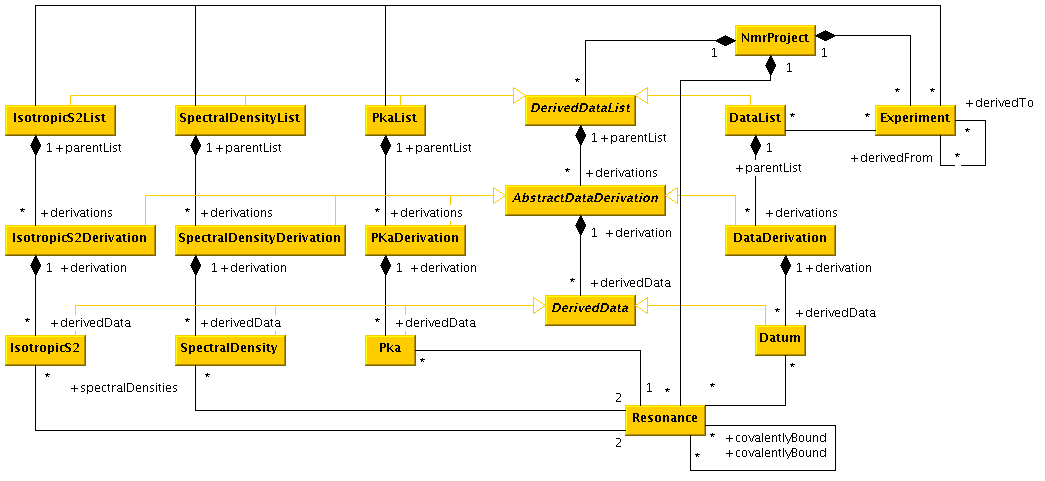 NmrProject
1
1
1
*
*
*
+derivedTo
IsotropicS2List
SpectralDensityList
PkaList
DerivedDataList
DataList
*
*
Experiment
*
1 +parentList
1 +parentList
1 +parentList
1 +parentList
1
+parentList
+derivedFrom
*
*
+derivations
AbstractDataDerivation
*
+derivations
*
+derivations
*
+derivations
*
+derivations
IsotropicS2Derivation
SpectralDensityDerivation
PKaDerivation
1 +derivation
DataDerivation
1 +derivation
1 +derivation
1 +derivation
1 +derivation
*
+derivedData
DerivedData
*
+derivedData
*
+derivedData
*
+derivedData
*
+derivedData
IsotropicS2
SpectralDensity
Pka
Datum
*
+spectralDensities
*
*
*
1
*
*
2
Resonance
2
*
+covalentlyBound
*
+covalentlyBound